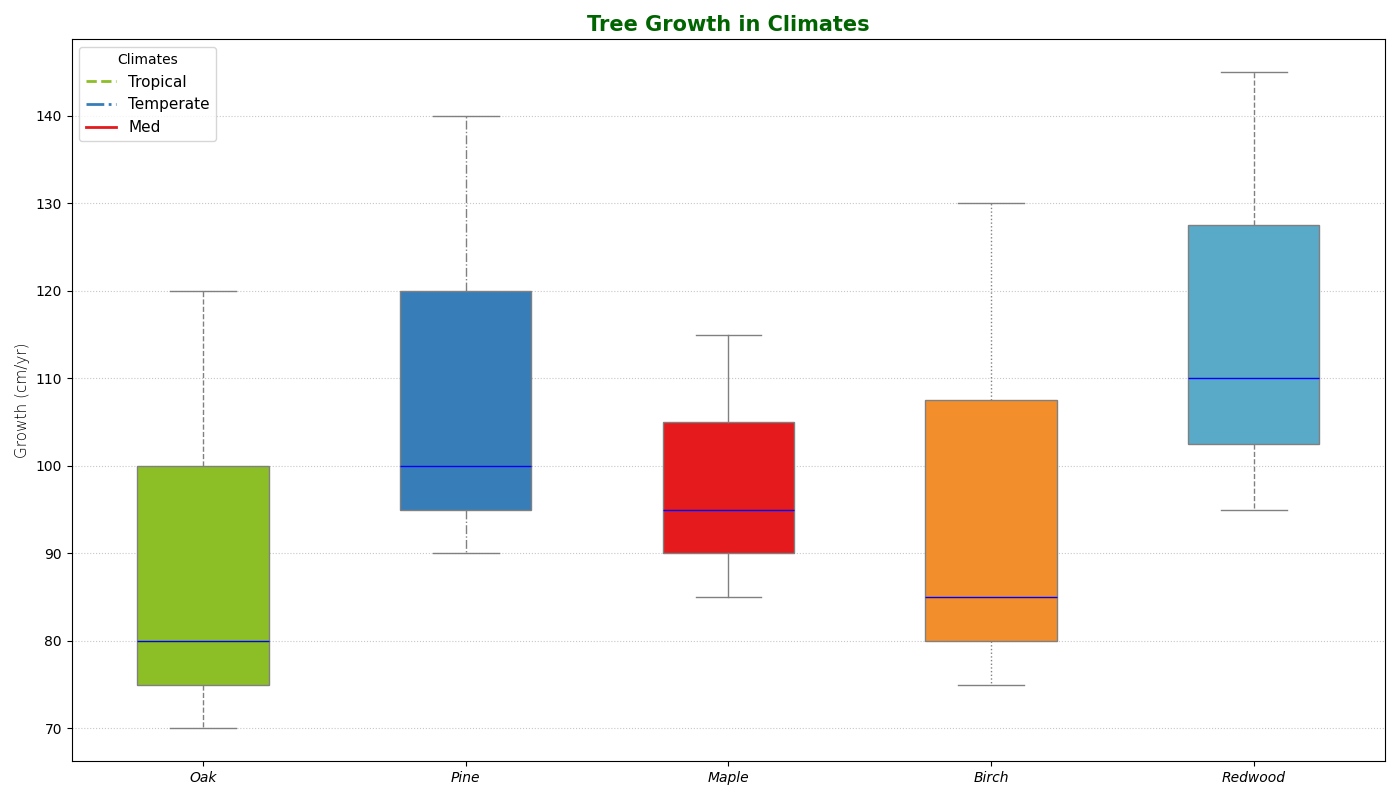 Tree Growth in Climates
Climates
Tropical
Temperate
Med
Growth (cm/yr)
140
130
120
110
100
90
80
70
Oak
Pine
Maple
Birch
Redwood